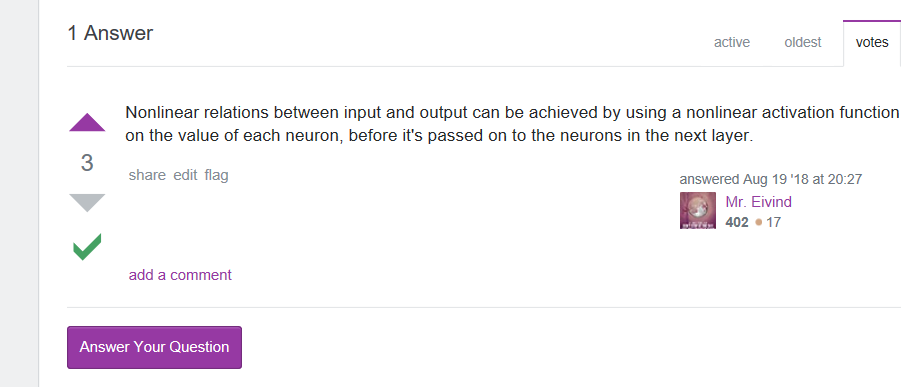 1 Answer
active oldest votes
Nonlinear relations between input and output can be achieved by using a nonlinear activation function
on the value of each neuron, before it's passed on to the neurons in the next layer.
3
share edit flag
answered Aug 19 '18 at 20:27
Mr. Eivind
402 17
add a comment
Answer Your Question